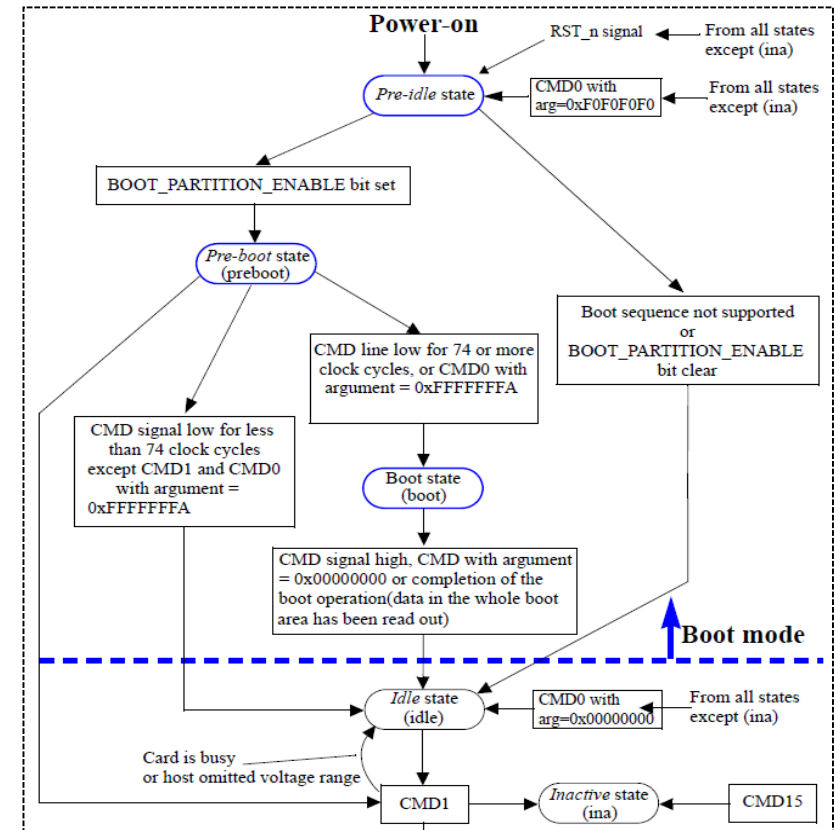 Power-on
RST_n signal
From all states
except (ina)
Pre-idle state
CMD0 with
arg=0xF0F0F0F0
From all states
except (ina)
BOOT_PARTITION_ENABLE bit set
Pre-boot state
(preboot)
Boot sequence not supported
or
BOOT_PARTITION_ENABLE
bit clear
CMD line low for 74 or more
clock cycles, or CMD0 with
argument = 0xFFFFFFFA
CMD signal low for less
than 74 clock cycles
except CMD1 and CMD0
with argument =
0xFFFFFFFA
Boot state
(boot)
CMD signal high, CMD with argument
= 0x00000000 or completion of the
boot operation(data in the whole boot
area has been read out)
Boot mode
Idle state
(idle)
CMD0 with
arg=0x00000000
From all states
except (ina)
Card is busy
or host omitted voltage range
CMD1
Inactive state
(ina)
CMD15